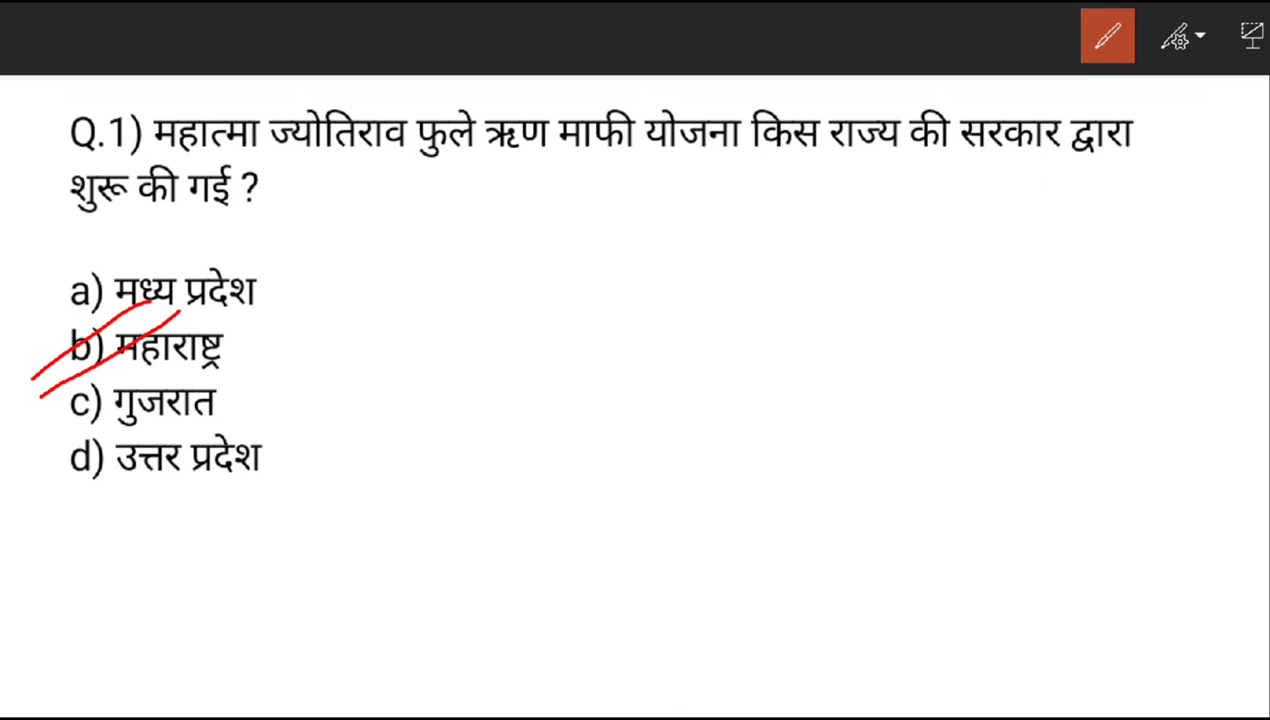 Q.1) महात्मा ज्योतिराव फुले ऋण माफी योजना किस राज्य की सरकार द्वारा
शुरू की गई ?
a) मध्य प्रदेश
b) महाराष्ट्र
c) गुजरात
d) उत्तर प्रदेश